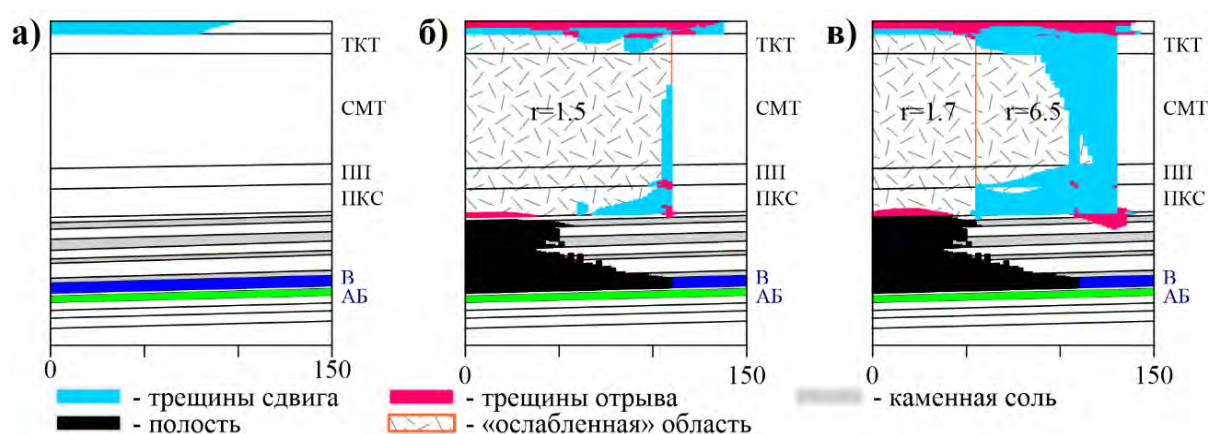 а)
ТКТ
СМТ
ПП
ПКС
В
АБ
0
150
б)
ТКТ
r=1.5
СМТ
ПП
ПКС
В
АБ
0
150
в)
ТКТ
r=1.7
r=6.5
СМТ
ПП
ПКС
В
АБ
0
150
- трещины сдвига
- трещины отрыва
- каменная соль
- полость
- «ослабленная» область